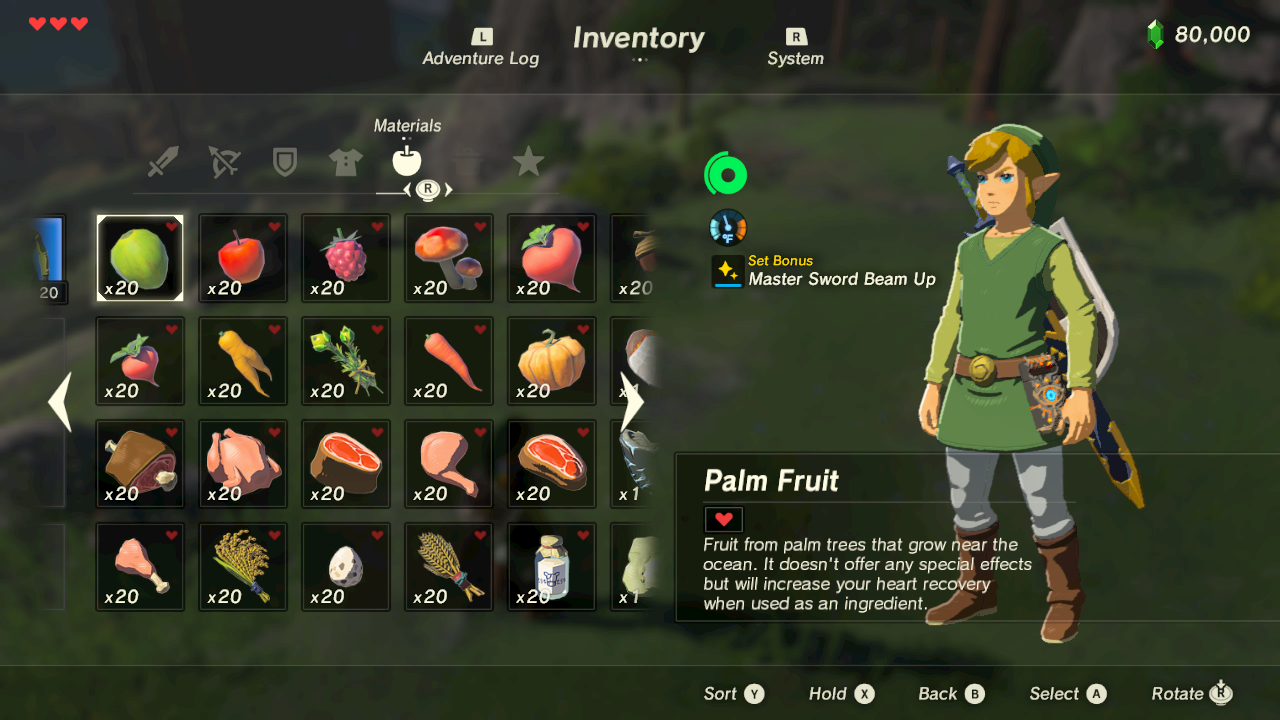 L
Adventure Log
Inventory
R
System
80,000
Materials
R
20
x20
x20
x20
x20
x20
x20
°F
Set Bonus
Master Sword Beam Up
x20
x20
x20
x20
x20
x20
x20
x20
x20
x20
x1
x20
x20
x20
x20
x20
x1
Palm Fruit
Fruit from palm trees that grow near the
ocean. It doesn't offer any special effects
but will increase your heart recovery
when used as an ingredient.
Sort Y
Hold X
Back B
Select A
Rotate R